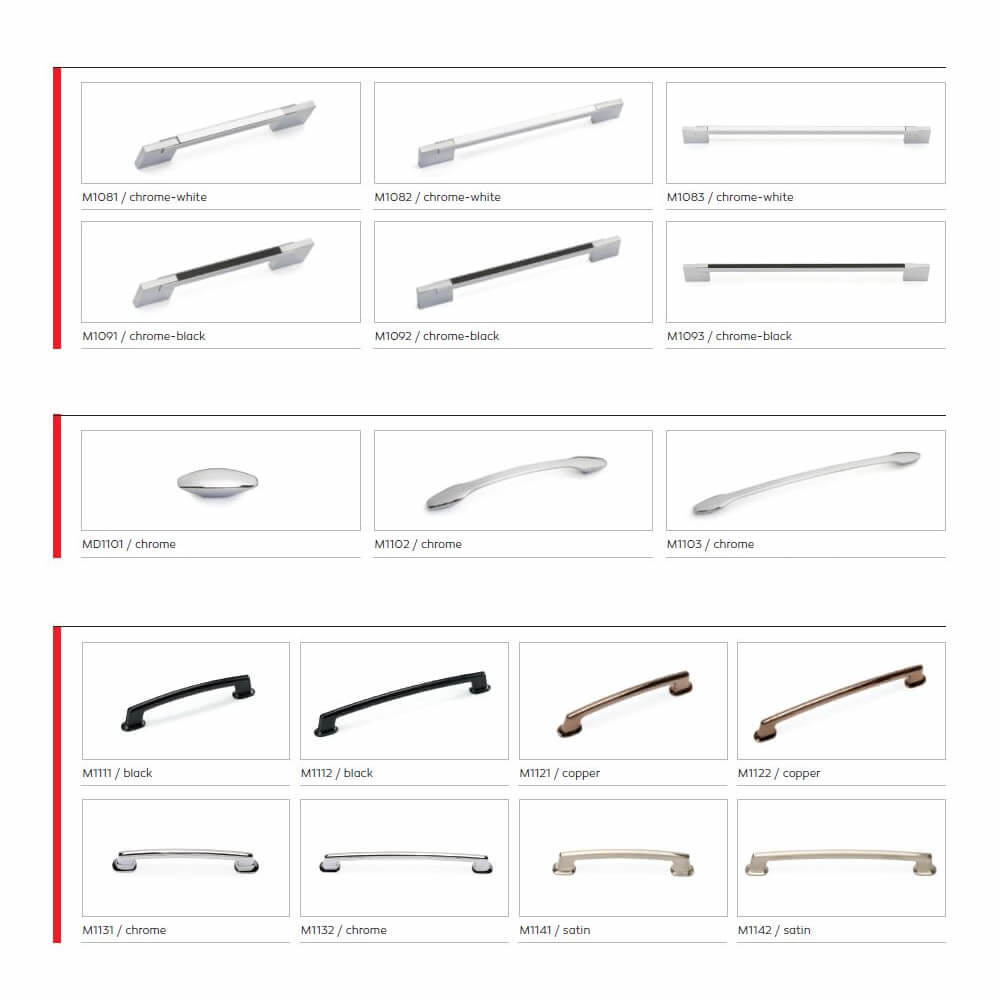 M1081 / chrome-white
M1082 / chrome-white
M1083 / chrome-white
M1091 / chrome-black
M1092 / chrome-black
M1093 / chrome-black
MD1101 / chrome
M1102 / chrome
M1103 / chrome
M1111 / black
M1112 / black
M1121 / copper
M1122 / copper
M1131 / chrome
M1132 / chrome
M1141 / satin
M1142 / satin